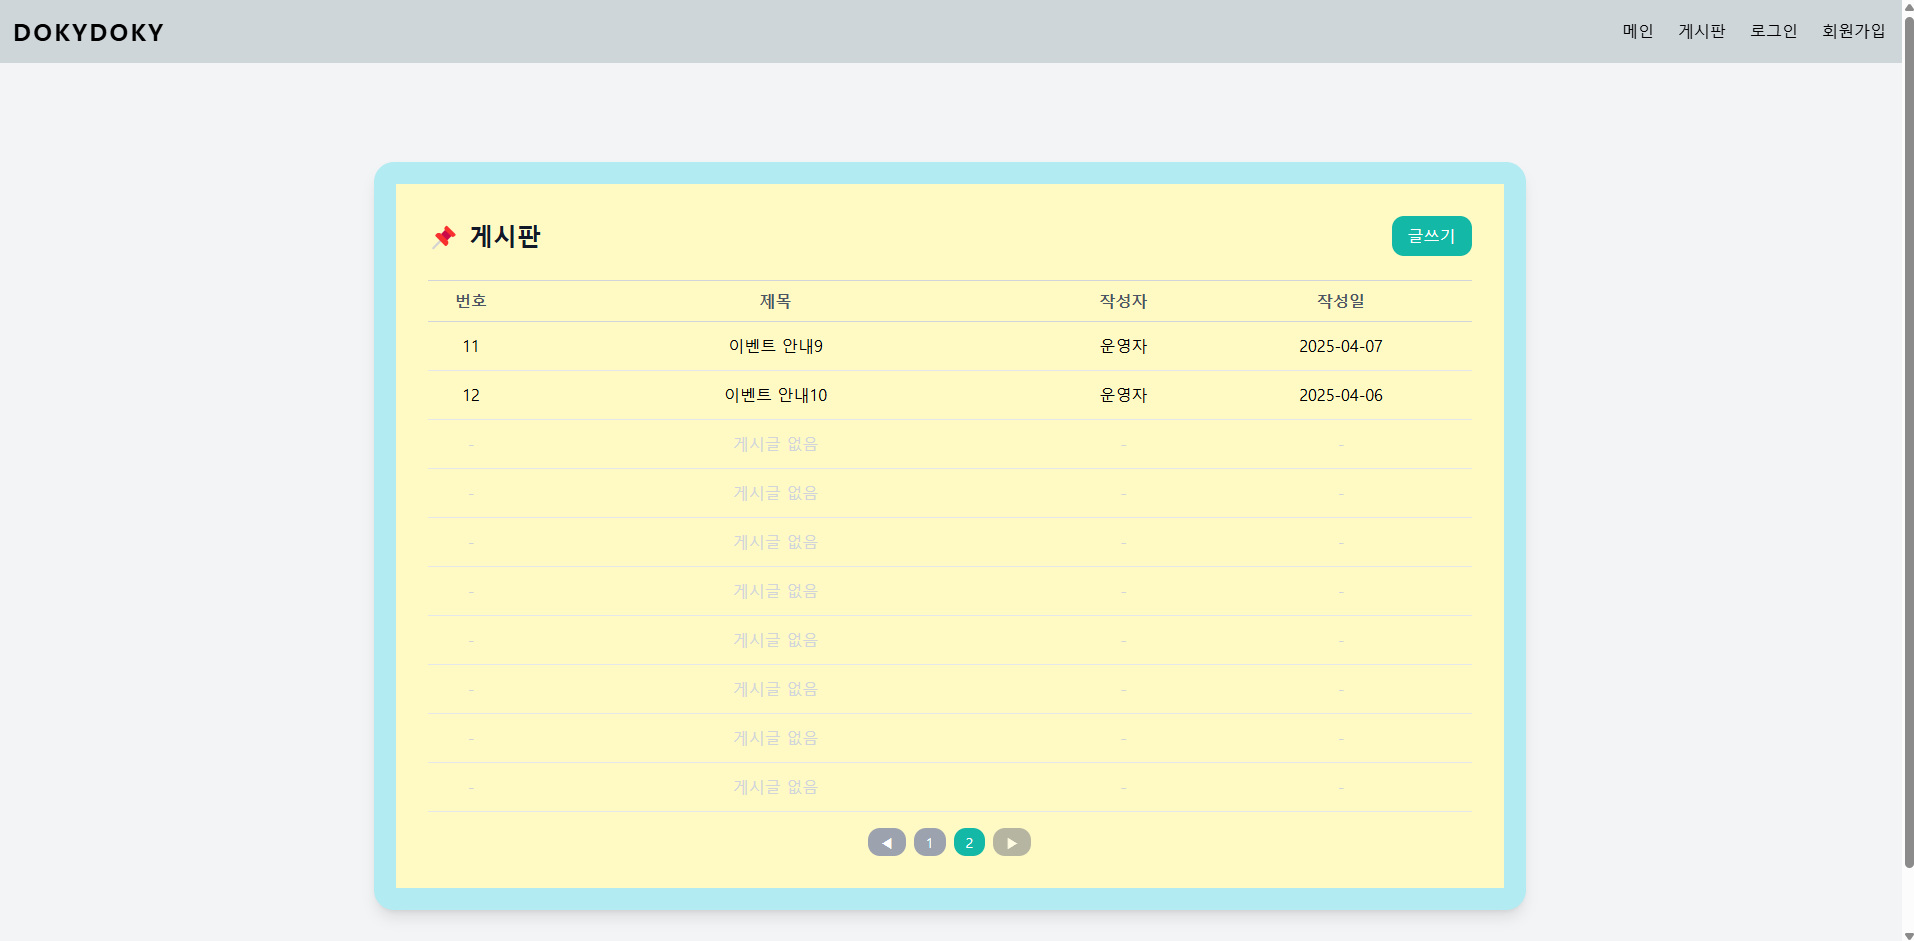 DOKYDOKY 메인 게시판 로그인 회원가입
📌 게시판 글쓰기
번호 제목 작성자 작성일
11 이벤트 안내9 운영자 2025-04-07
12 이벤트 안내10 운영자 2025-04-06
- 게시글 없음 - -
- 게시글 없음 - -
- 게시글 없음 - -
- 게시글 없음 - -
- 게시글 없음 - -
- 게시글 없음 - -
- 게시글 없음 - -
- 게시글 없음 - -
◀ 1 2 ▶